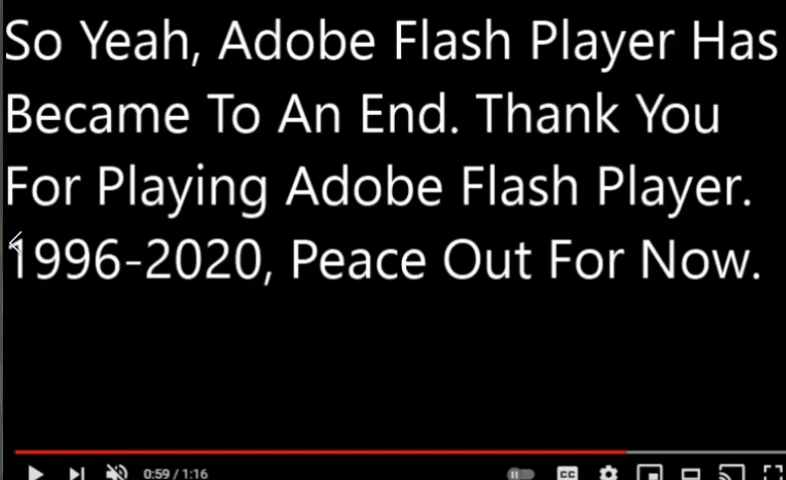 So Yeah, Adobe Flash Player Has
Became To An End. Thank You
For Playing Adobe Flash Player.
1996-2020, Peace Out For Now.
0:59 / 1:16
CC